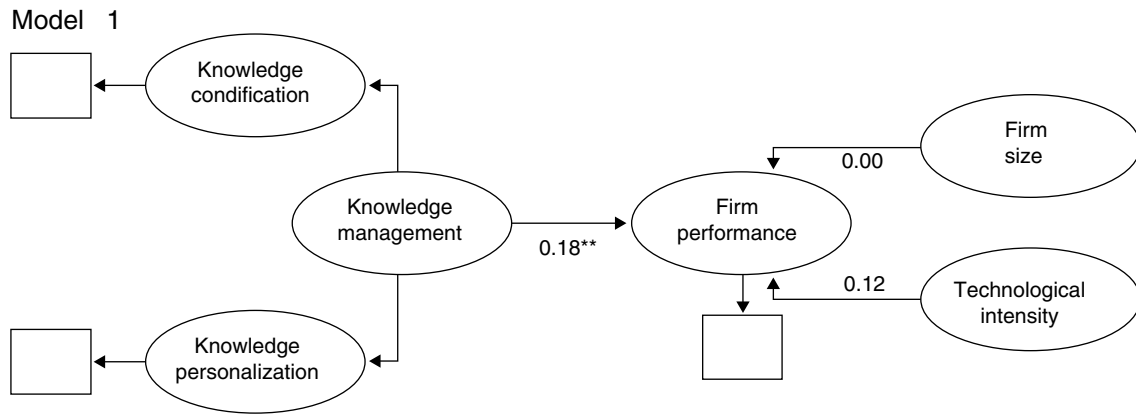 Model 1
Knowledge
condification
Firm
size
0.00
Knowledge
management
Firm
performance
0.18**
0.12
Technological
intensity
Knowledge
personalization